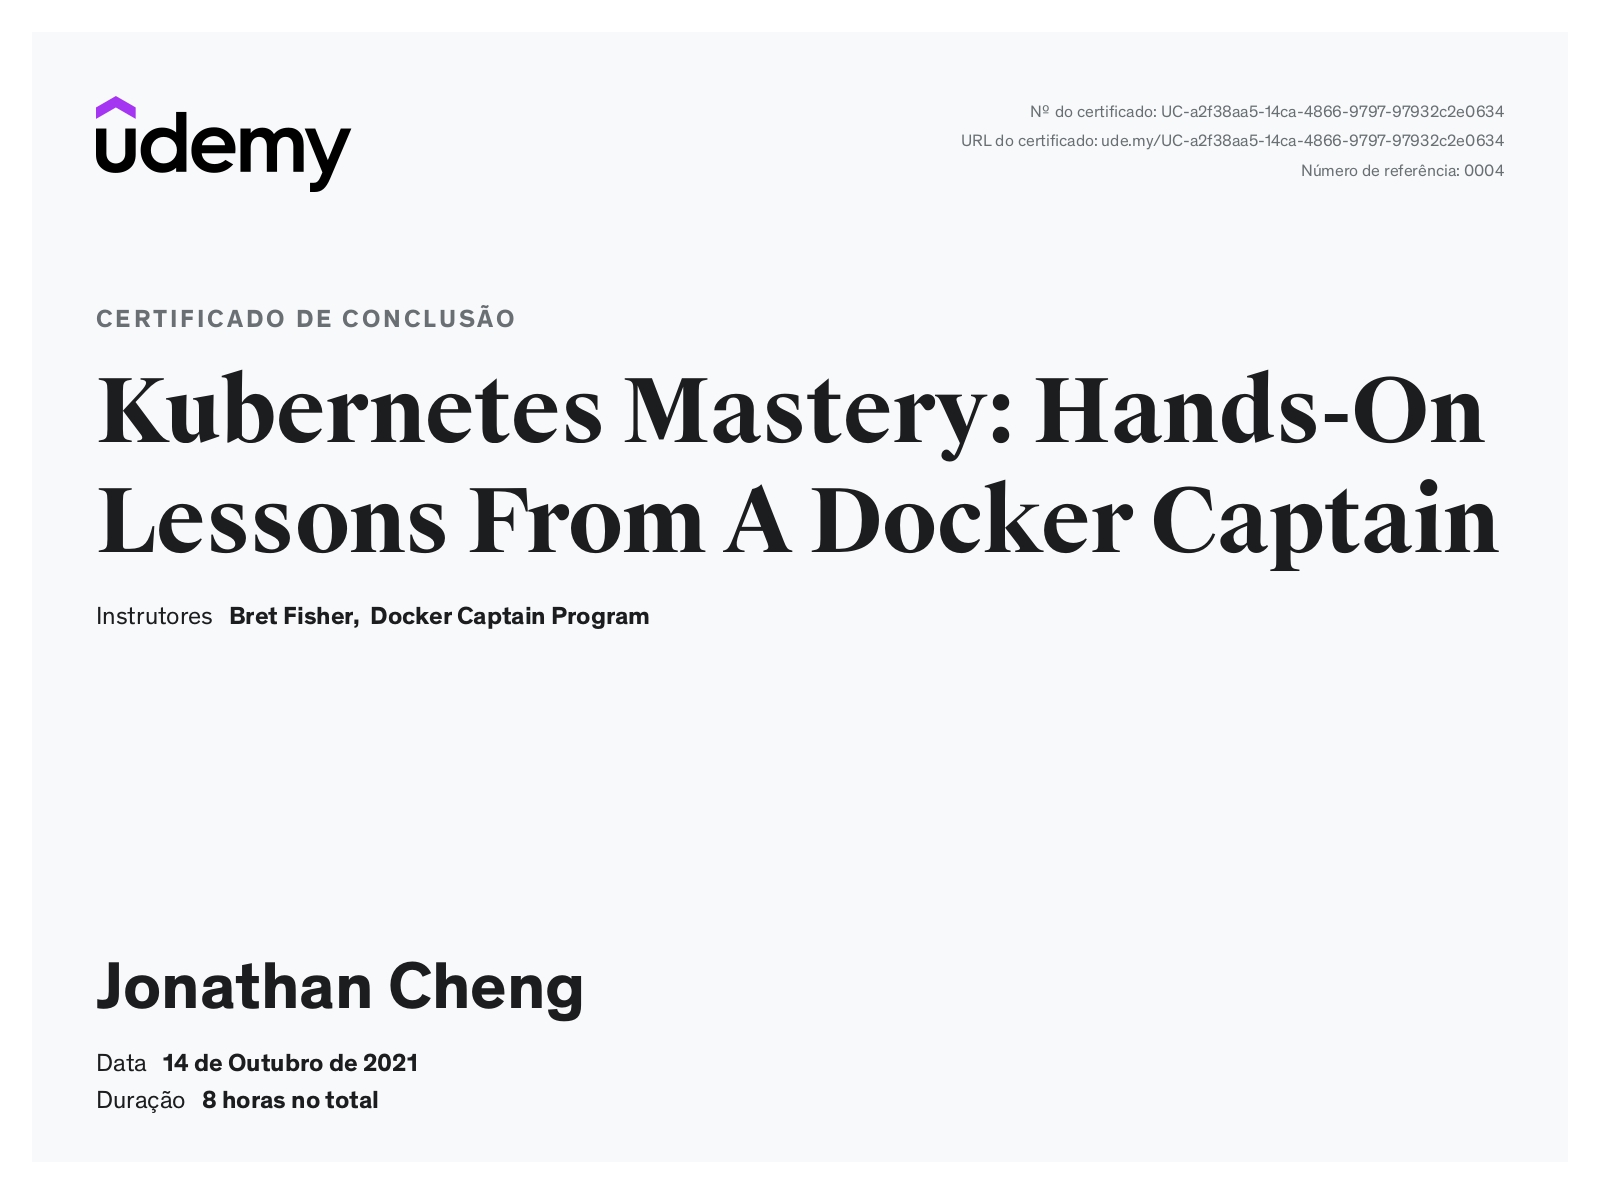 udemy
Nº do certificado: UC-a2f38aa5-14ca-4866-9797-97932c2e0634
URL do certificado: ude.my/UC-a2f38aa5-14ca-4866-9797-97932c2e0634
Número de referência: 0004
CERTIFICADO DE CONCLUSÃO
Kubernetes Mastery: Hands-On
Lessons From A Docker Captain
Instrutores Bret Fisher, Docker Captain Program
Jonathan Cheng
Data 14 de Outubro de 2021
Duração 8 horas no total